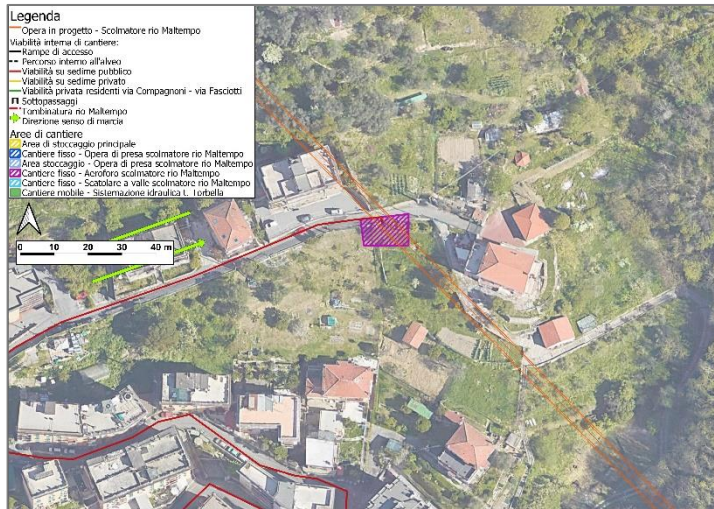 Legenda
Opera in progetto - Scolmatore rio Maltempo
Viabilità interna di cantiere:
Rampe di accesso
Percorso interno all'alveo
Viabilità su sedime pubblico
Viabilità su sedime privato
Viabilità privata residenti via Compagnoni - via Fasciotti
Sottopassaggi
Tombinatura rio Maltempo
Direzione senso di marcia
Aree di cantiere
Area di stoccaggio principale
Cantiere fisso - Opera di presa scolmatore rio Maltempo
Area stoccaggio - Opera di presa scolmatore rio Maltempo
Cantiere fisso - Aeroforo scolmatore rio Maltempo
Cantiere fisso - Scatolare a valle scolmatore rio Maltempo
Cantiere mobile - Sistemazione idraulica t. Torbella
0 10 20 30 40 m